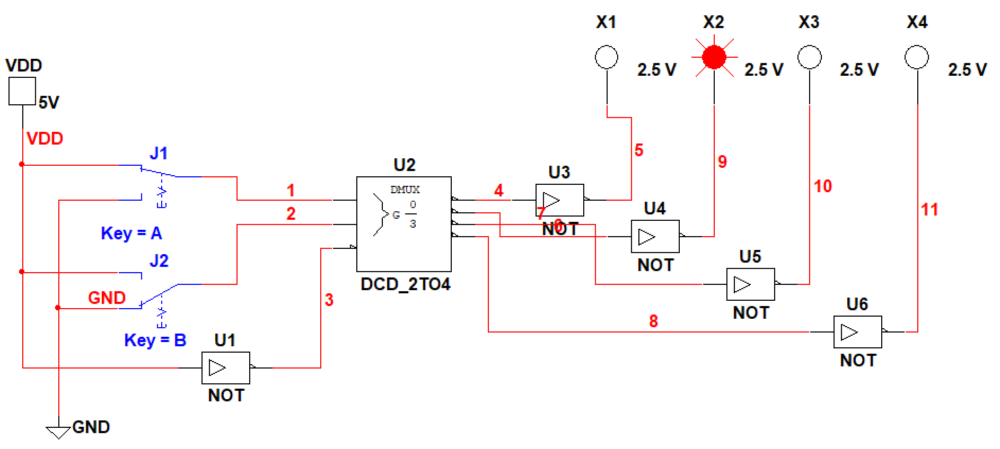 X1
X2
X3
X4
2.5 V
2.5 V
2.5 V
2.5 V
VDD
5V
VDD
J1
Key = A
J2
GND
Key = B
U1
NOT
GND
1
2
3
U2
DMUX
0
G
3
DCD_2TO4
4
U3
NOT
5
7
6
U4
NOT
9
U5
NOT
10
8
U6
NOT
11